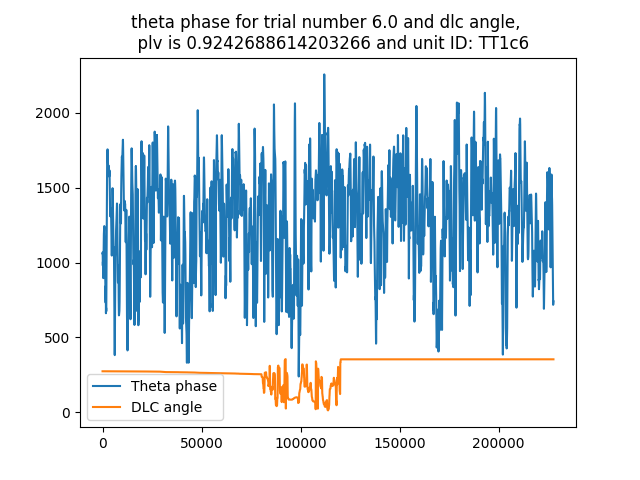 theta phase for trial number 6.0 and dlc angle,
plv is 0.9242688614203266 and unit ID: TT1c6
2000
1500
1000
500
0
Theta phase
DLC angle
0 50000 100000 150000 200000